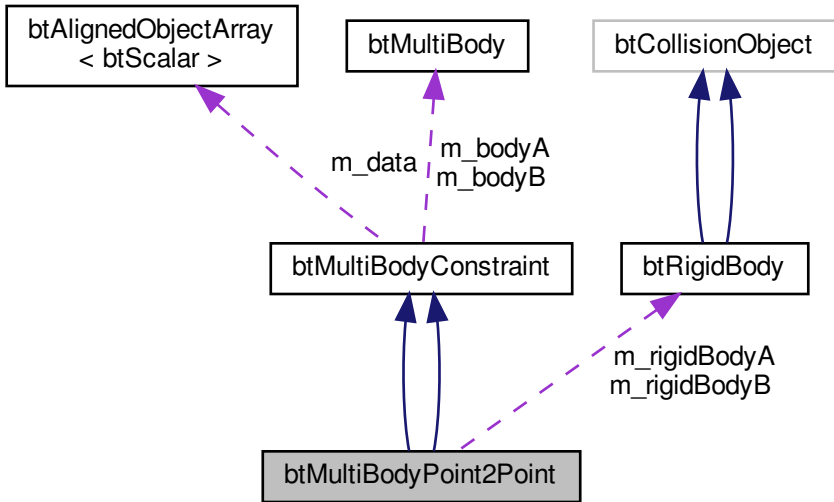 btAlignedObjectArray
< btScalar >
btMultiBody
btCollisionObject
m_data
m_bodyA
m_bodyB
btMultiBodyConstraint
btRigidBody
m_rigidBodyA
m_rigidBodyB
btMultiBodyPoint2Point